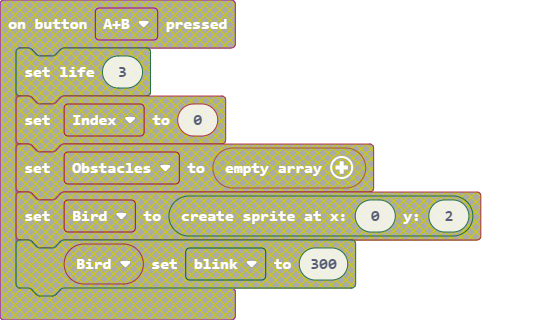 on button A+B pressed
set life 3
set Index to 0
set Obstacles to empty array
set Bird to create sprite at x: 0 y: 2
Bird set blink to 300